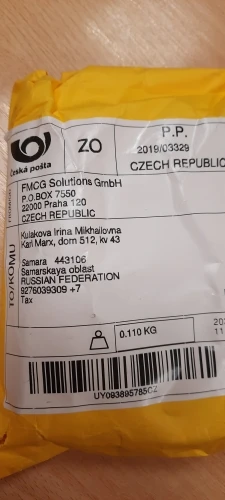 Česká pošta
ZO
P.P.
2019/03329
CZECH REPUBLIC
FMCG Solutions GmbH
P.O.BOX 7550
22000 Praha 120
CZECH REPUBLIC
TO/KOMU
Kulakova Irina Mikhailovna
Karl Marx, dom 512, kv 43
Samara 443106
Samarskaya oblast
RUSSIAN FEDERATION
9276039309 +7
Tax
0.110 KG
UY093895785CZ